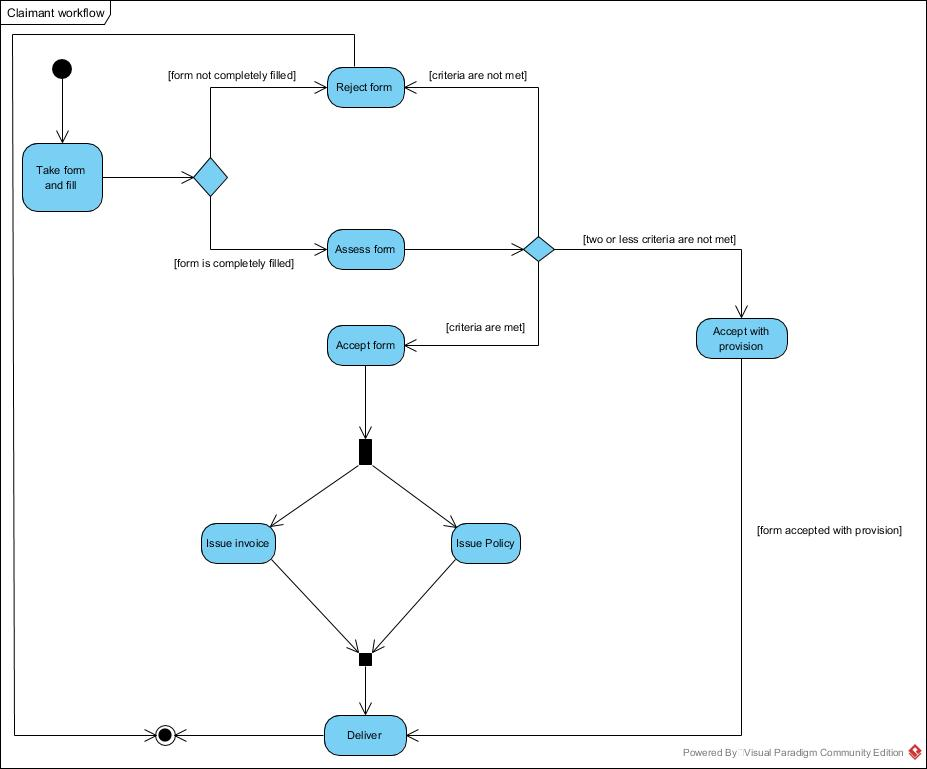 Claimant workflow
[form not completely filled]
Reject form
[criteria are not met]
Take form
and fill
Assess form
[two or less criteria are not met]
[form is completely filled]
[criteria are met]
Accept form
Accept with
provision
[form accepted with provision]
Issue invoice
Issue Policy
Deliver
Powered By Visual Paradigm Community Edition